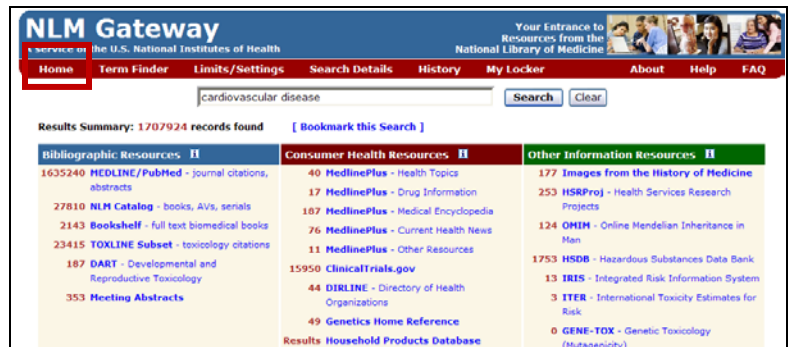 NLM Gateway
A service of the U.S. National Institutes of Health
Your Entrance to
Resources from the
National Library of Medicine
Home Term Finder Limits/Settings Search Details History My Locker About Help FAQ
cardiovascular disease Search Clear
Results Summary: 1707924 records found [ Bookmark this Search ]
Bibliographic Resources
1635240 MEDLINE/PubMed - journal citations,
abstracts
27810 NLM Catalog - books, AVs, serials
2143 Bookshelf - full text biomedical books
23415 TOXLINE Subset - toxicology citations
187 DART - Developmental and
Reproductive Toxicology
353 Meeting Abstracts
Consumer Health Resources
40 MedlinePlus - Health Topics
17 MedlinePlus - Drug Information
187 MedlinePlus - Medical Encyclopedia
76 MedlinePlus - Current Health News
11 MedlinePlus - Other Resources
15950 ClinicalTrials.gov
44 DIRLINE - Directory of Health
Organizations
49 Genetics Home Reference
Results Household Products Database
Other Information Resources
177 Images from the History of Medicine
253 HSRProj - Health Services Research
Projects
124 OMIM - Online Mendelian Inheritance in
Man
1753 HSDB - Hazardous Substances Data Bank
13 IRIS - Integrated Risk Information System
3 ITER - International Toxicity Estimates for
Risk
0 GENE-TOX - Genetic Toxicology
(Mutagenicity)